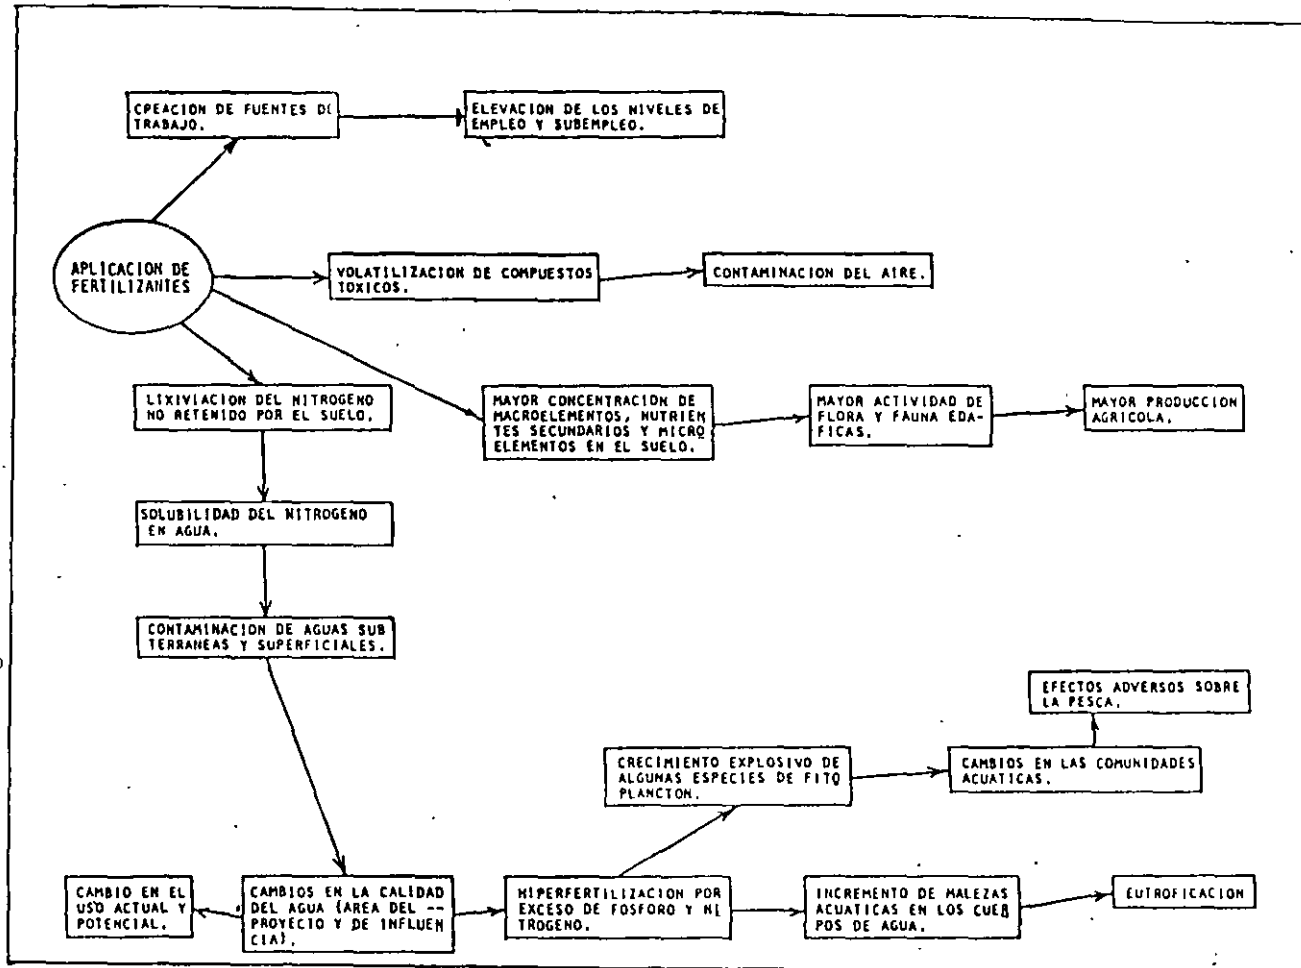 CREACION DE FUENTES DE
TRABAJO.
ELEVACION DE LOS NIVELES DE
EMPLEO Y SUBEMPLEO.
APLICACION DE
FERTILIZANTES
VOLATILIZACION DE COMPUESTOS
TOXICOS.
CONTAMINACION DEL AIRE.
LIXIVIACION DEL NITROGENO
NO RETENIDO POR EL SUELO.
MAYOR CONCENTRACION DE
MACROELEMENTOS, NUTRIEN
TES SECUNDARIOS Y MICRO
ELEMENTOS EN EL SUELO.
MAYOR ACTIVIDAD DE
FLORA Y FAUNA EDA-
FICAS.
MAYOR PRODUCCION
AGRICOLA.
SOLUBILIDAD DEL NITROGENO
EN AGUA.
CONTAMINACION DE AGUAS SUB
TERRANEAS Y SUPERFICIALES.
EFECTOS ADVERSOS SOBRE
LA PESCA.
CRECIMIENTO EXPLOSIVO DE
ALGUNAS ESPECIES DE FITO
PLANCTON.
CAMBIOS EN LAS COMUNIDADES
ACUATICAS.
CAMBIO EN EL
USO ACTUAL Y
POTENCIAL.
CAMBIOS EN LA CALIDAD
DEL AGUA (AREA DEL --
PROYECTO Y DE INFLUEN
CIA).
HIPERFERTILIZACION POR
EXCESO DE FOSFORO Y NI
TROGENO.
INCREMENTO DE MALEZAS
ACUATICAS EN LOS CUER
POS DE AGUA.
EUTROFICACION